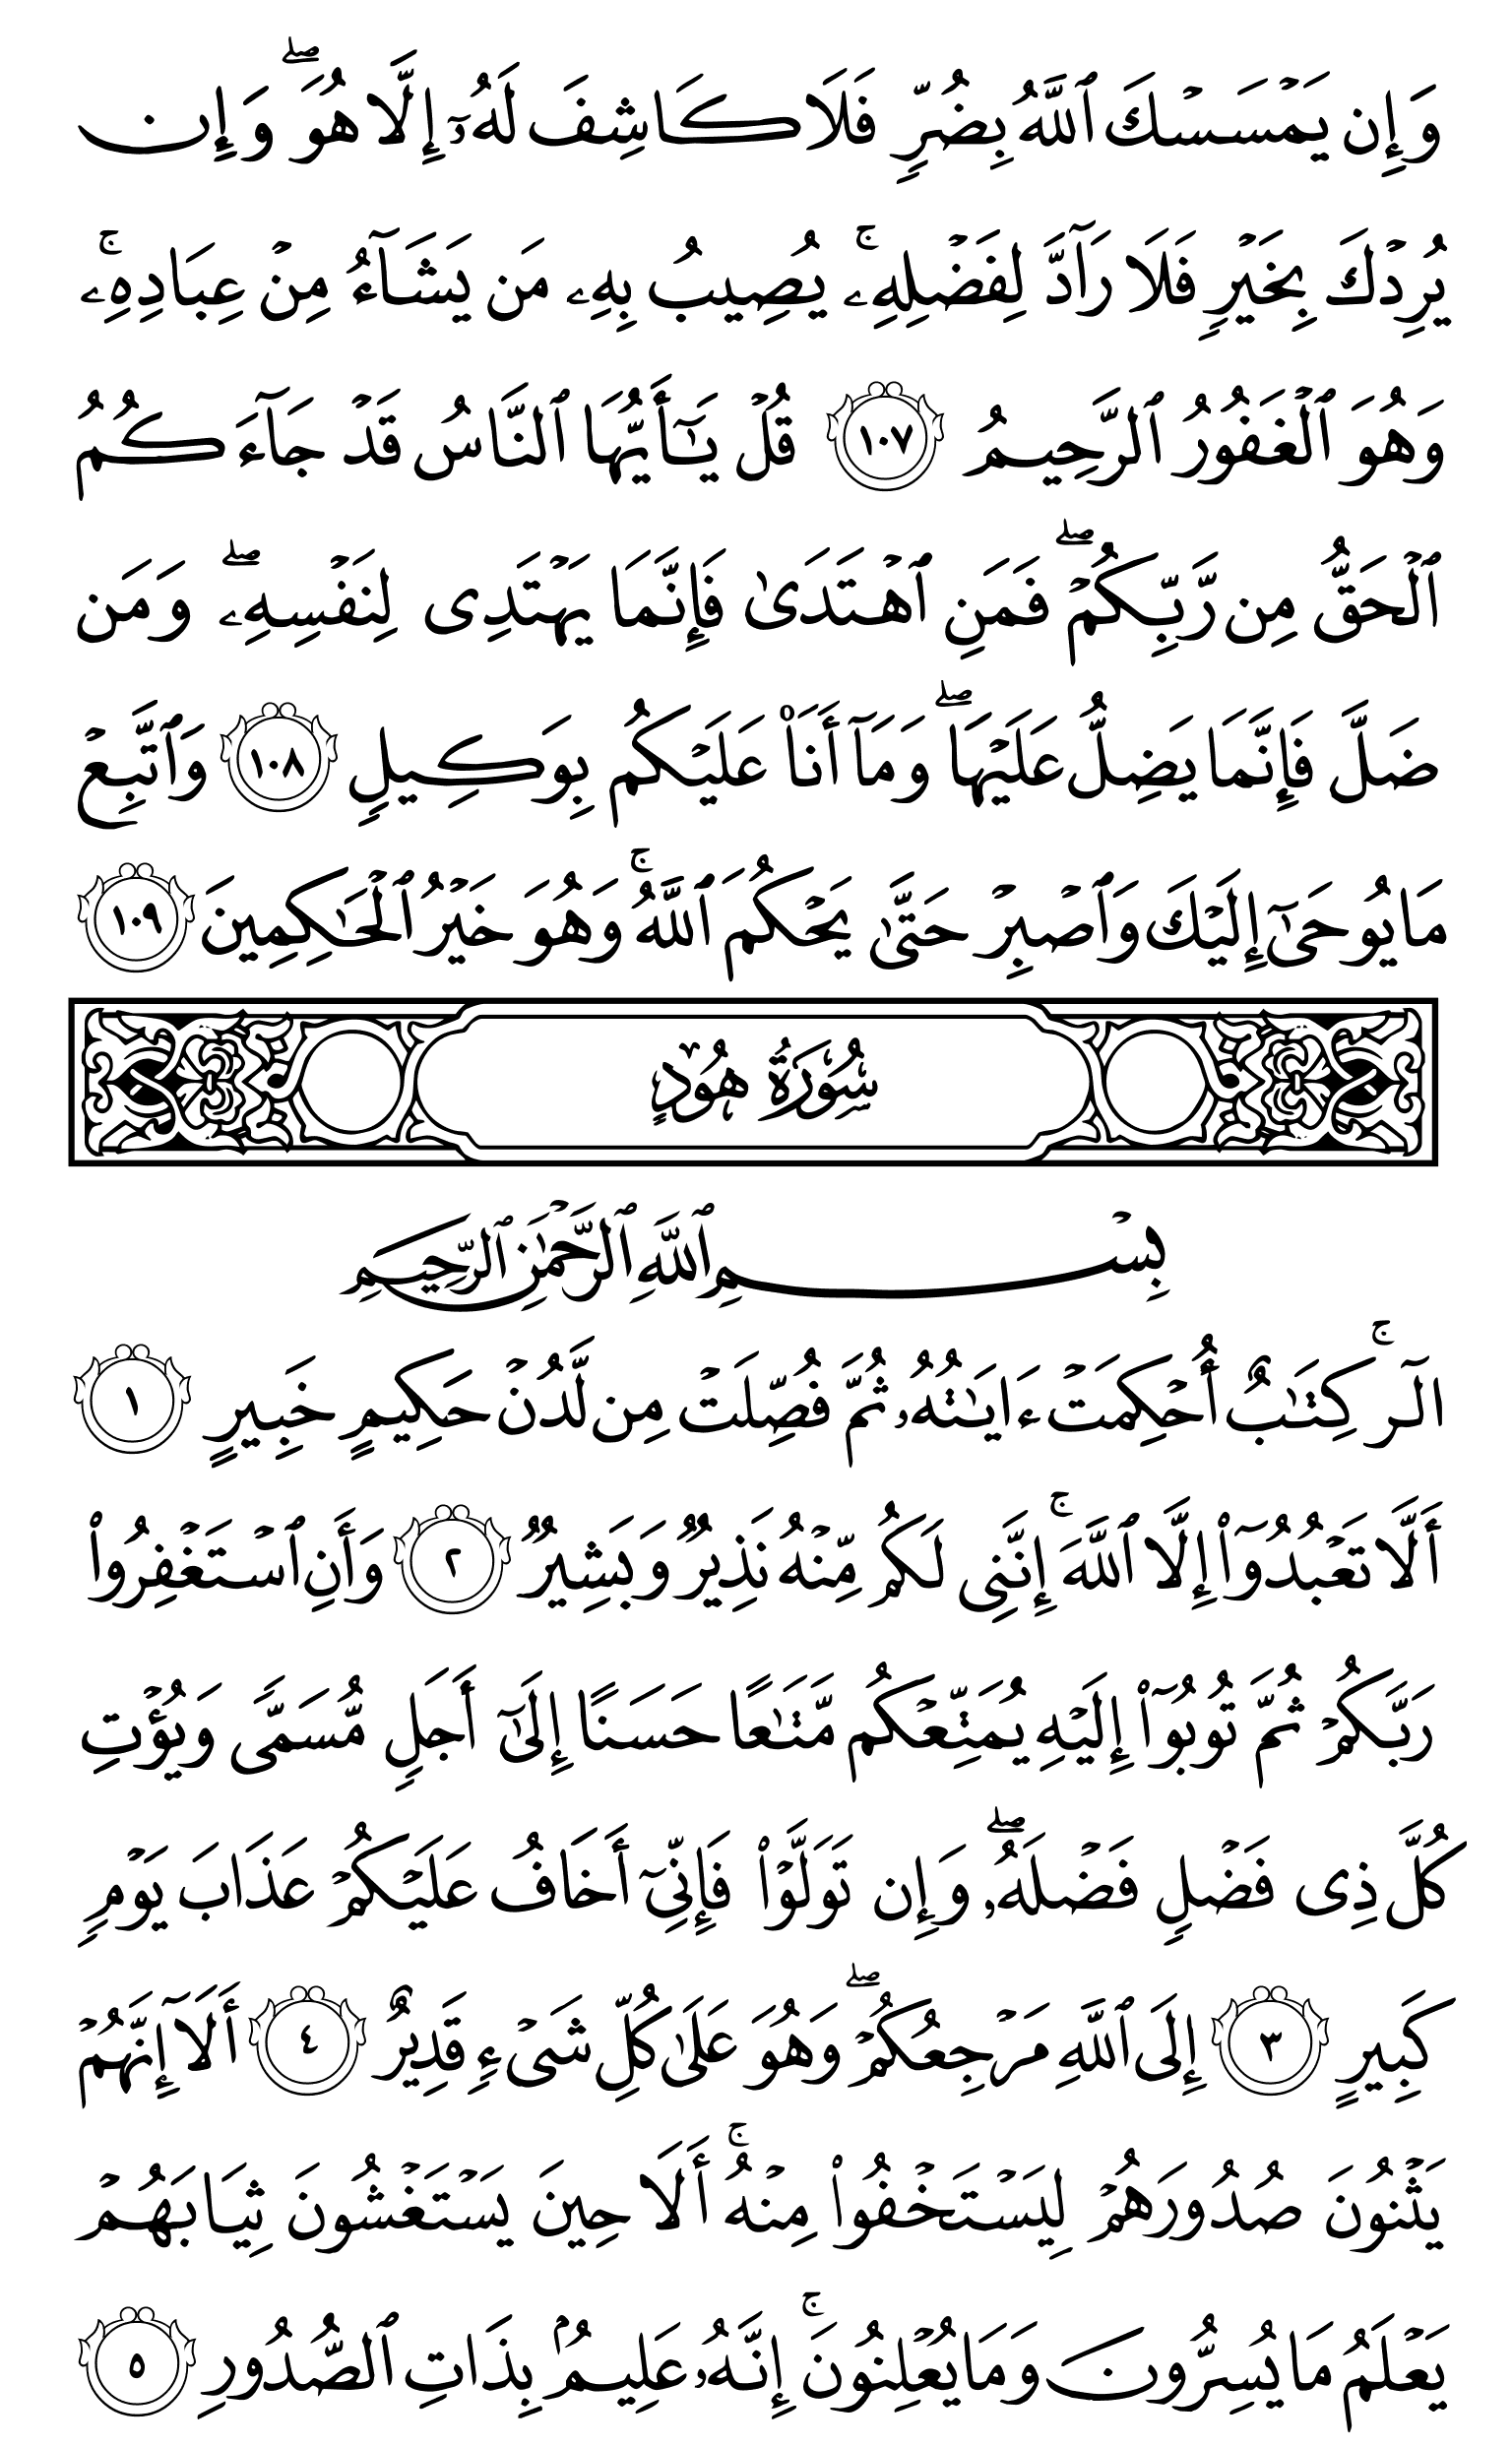 وَإِن يَمْسَسْكَ ٱللَّهُ بِضُرٍّ فَلَا كَاشِفَ لَهُۥٓ إِلَّا هُوَ ۖ وَإِن
يُرِدْكَ بِخَيْرٍ فَلَا رَآدَّ لِفَضْلِهِۦ ۚ يُصِيبُ بِهِۦ مَن يَشَآءُ مِنْ عِبَادِهِۦ ۚ
وَهُوَ ٱلْغَفُورُ ٱلرَّحِيمُ ١٠٧ قُلْ يَـٰٓأَيُّهَا ٱلنَّاسُ قَدْ جَآءَكُمُ
ٱلْحَقُّ مِن رَّبِّكُمْ ۖ فَمَنِ ٱهْتَدَىٰ فَإِنَّمَا يَهْتَدِى لِنَفْسِهِۦ ۖ وَمَن
ضَلَّ فَإِنَّمَا يَضِلُّ عَلَيْهَا ۖ وَمَآ أَنَا۠ عَلَيْكُم بِوَكِيلٍ ١٠٨ وَٱتَّبِعْ
مَا يُوحَىٰٓ إِلَيْكَ وَٱصْبِرْ حَتَّىٰ يَحْكُمَ ٱللَّهُ ۚ وَهُوَ خَيْرُ ٱلْحَـٰكِمِينَ ١٠٩
سُورَةُ هُودٍ
بِسْمِ ٱللَّهِ ٱلرَّحْمَـٰنِ ٱلرَّحِيمِ
الٓر ۚ كِتَـٰبٌ أُحْكِمَتْ ءَايَـٰتُهُۥ ثُمَّ فُصِّلَتْ مِن لَّدُنْ حَكِيمٍ خَبِيرٍ ١
أَلَّا تَعْبُدُوٓا۟ إِلَّا ٱللَّهَ ۚ إِنَّنِى لَكُم مِّنْهُ نَذِيرٌ وَبَشِيرٌ ٢ وَأَنِ ٱسْتَغْفِرُوا۟
رَبَّكُمْ ثُمَّ تُوبُوٓا۟ إِلَيْهِ يُمَتِّعْكُم مَّتَـٰعًا حَسَنًا إِلَىٰٓ أَجَلٍ مُّسَمًّى وَيُؤْتِ
كُلَّ ذِى فَضْلٍ فَضْلَهُۥ ۖ وَإِن تَوَلَّوْا۟ فَإِنِّىٓ أَخَافُ عَلَيْكُمْ عَذَابَ يَوْمٍ
كَبِيرٍ ٣ إِلَى ٱللَّهِ مَرْجِعُكُمْ ۖ وَهُوَ عَلَىٰ كُلِّ شَىْءٍ قَدِيرٌ ٤ أَلَآ إِنَّهُمْ
يَثْنُونَ صُدُورَهُمْ لِيَسْتَخْفُوا۟ مِنْهُ ۚ أَلَا حِينَ يَسْتَغْشُونَ ثِيَابَهُمْ
يَعْلَمُ مَا يُسِرُّونَ وَمَا يُعْلِنُونَ ۚ إِنَّهُۥ عَلِيمٌۢ بِذَاتِ ٱلصُّدُورِ ٥